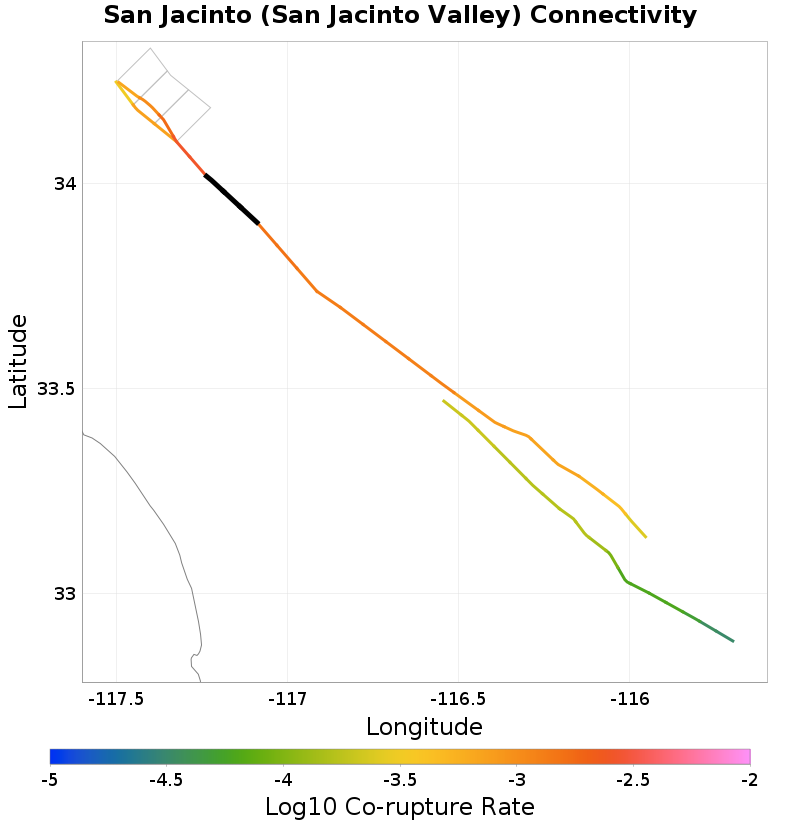 San Jacinto (San Jacinto Valley) Connectivity
Latitude
34
33.5
33
-117.5 -117 -116.5 -116
Longitude
-5 -4.5 -4 -3.5 -3 -2.5 -2
Log10 Co-rupture Rate